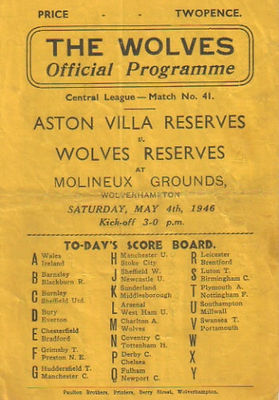 PRICE - TWOPENCE.
THE WOLVES
Official Programme
Central League—Match No. 41.
ASTON VILLA RESERVES
v.
WOLVES RESERVES
AT
MOLINEUX GROUNDS,
WOLVERHAMPTON
SATURDAY, MAY 4th, 1946
Kick-off 3-0 p.m.
TO-DAY'S SCORE BOARD.
A Wales
Ireland
B Barnsley
Blackburn R.
C Burnley
Sheffield Utd.
D Bury
Everton
E Chesterfield
Bradford
F Grimsby T.
Preston N. E.
G Huddersfield T.
Manchester C.
H Manchester U.
Stoke City
J Sheffield W.
Newcastle U.
K Sunderland
Middlesborough
L Arsenal
West Ham U.
M Charlton A.
Wolves
N Coventry C
Tottenham H.
P Derby C.
Chelsea
Q Fulham
Newport C.
R Leicester
Brentford
S Luton T.
Birmingham C.
T Plymouth A.
Nottingham F.
U Southampton
Millwall
V Swansea T.
Portsmouth
W
X
Y
Paulton Brothers, Printers, Berry Street, Wolverhampton.